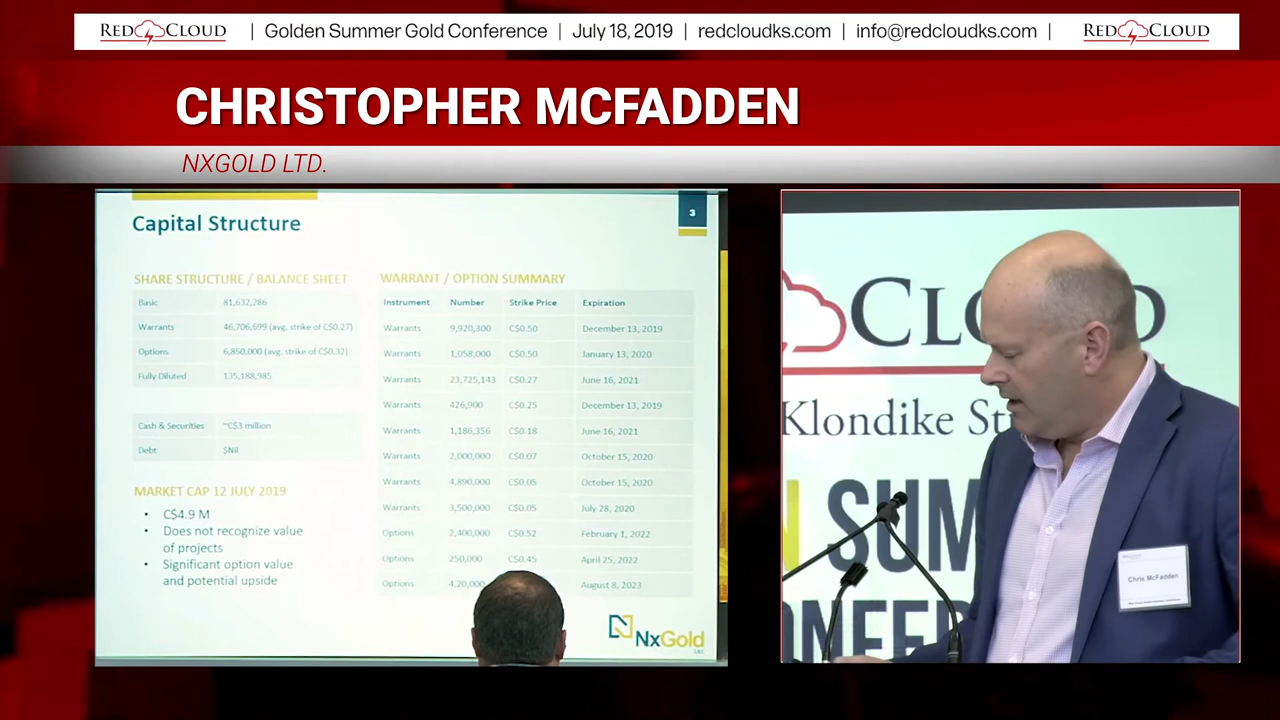 RED CLOUD | Golden Summer Gold Conference | July 18, 2019 | redcloudks.com | info@redcloudks.com | RED CLOUD
CHRISTOPHER MCFADDEN
NXGOLD LTD.
3
Capital Structure
SHARE STRUCTURE / BALANCE SHEET
Basic 81,632,286
Warrants 46,706,699 (avg. strike of C$0.27)
Options 6,850,000 (avg. strike of C$0.32)
Fully Diluted 135,188,985
Cash & Securities ~C$3 million
Debt $Nil
MARKET CAP 12 JULY 2019
• C$4.9 M
• Does not recognize value
of projects
• Significant option value
and potential upside
WARRANT / OPTION SUMMARY
Instrument Number Strike Price Expiration
Warrants 9,920,300 C$0.50 December 13, 2019
Warrants 1,058,000 C$0.50 January 13, 2020
Warrants 23,725,143 C$0.27 June 16, 2021
Warrants 426,900 C$0.25 December 13, 2019
Warrants 1,186,356 C$0.18 June 16, 2021
Warrants 2,000,000 C$0.07 October 15, 2020
Warrants 4,890,000 C$0.05 October 15, 2020
Warrants 3,500,000 C$0.05 July 28, 2020
Options 2,400,000 C$0.52 February 1, 2022
Options 250,000 C$0.45 April 25, 2022
Options 4,20 August 8, 2023
NxGold
Ltd.
CLOUD
Klondike St
SUM
ONFER
Chris McFadden